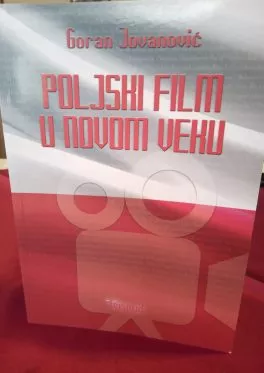 Goran Jovanović
POLJSKI FILM
U NOVOM VEKU